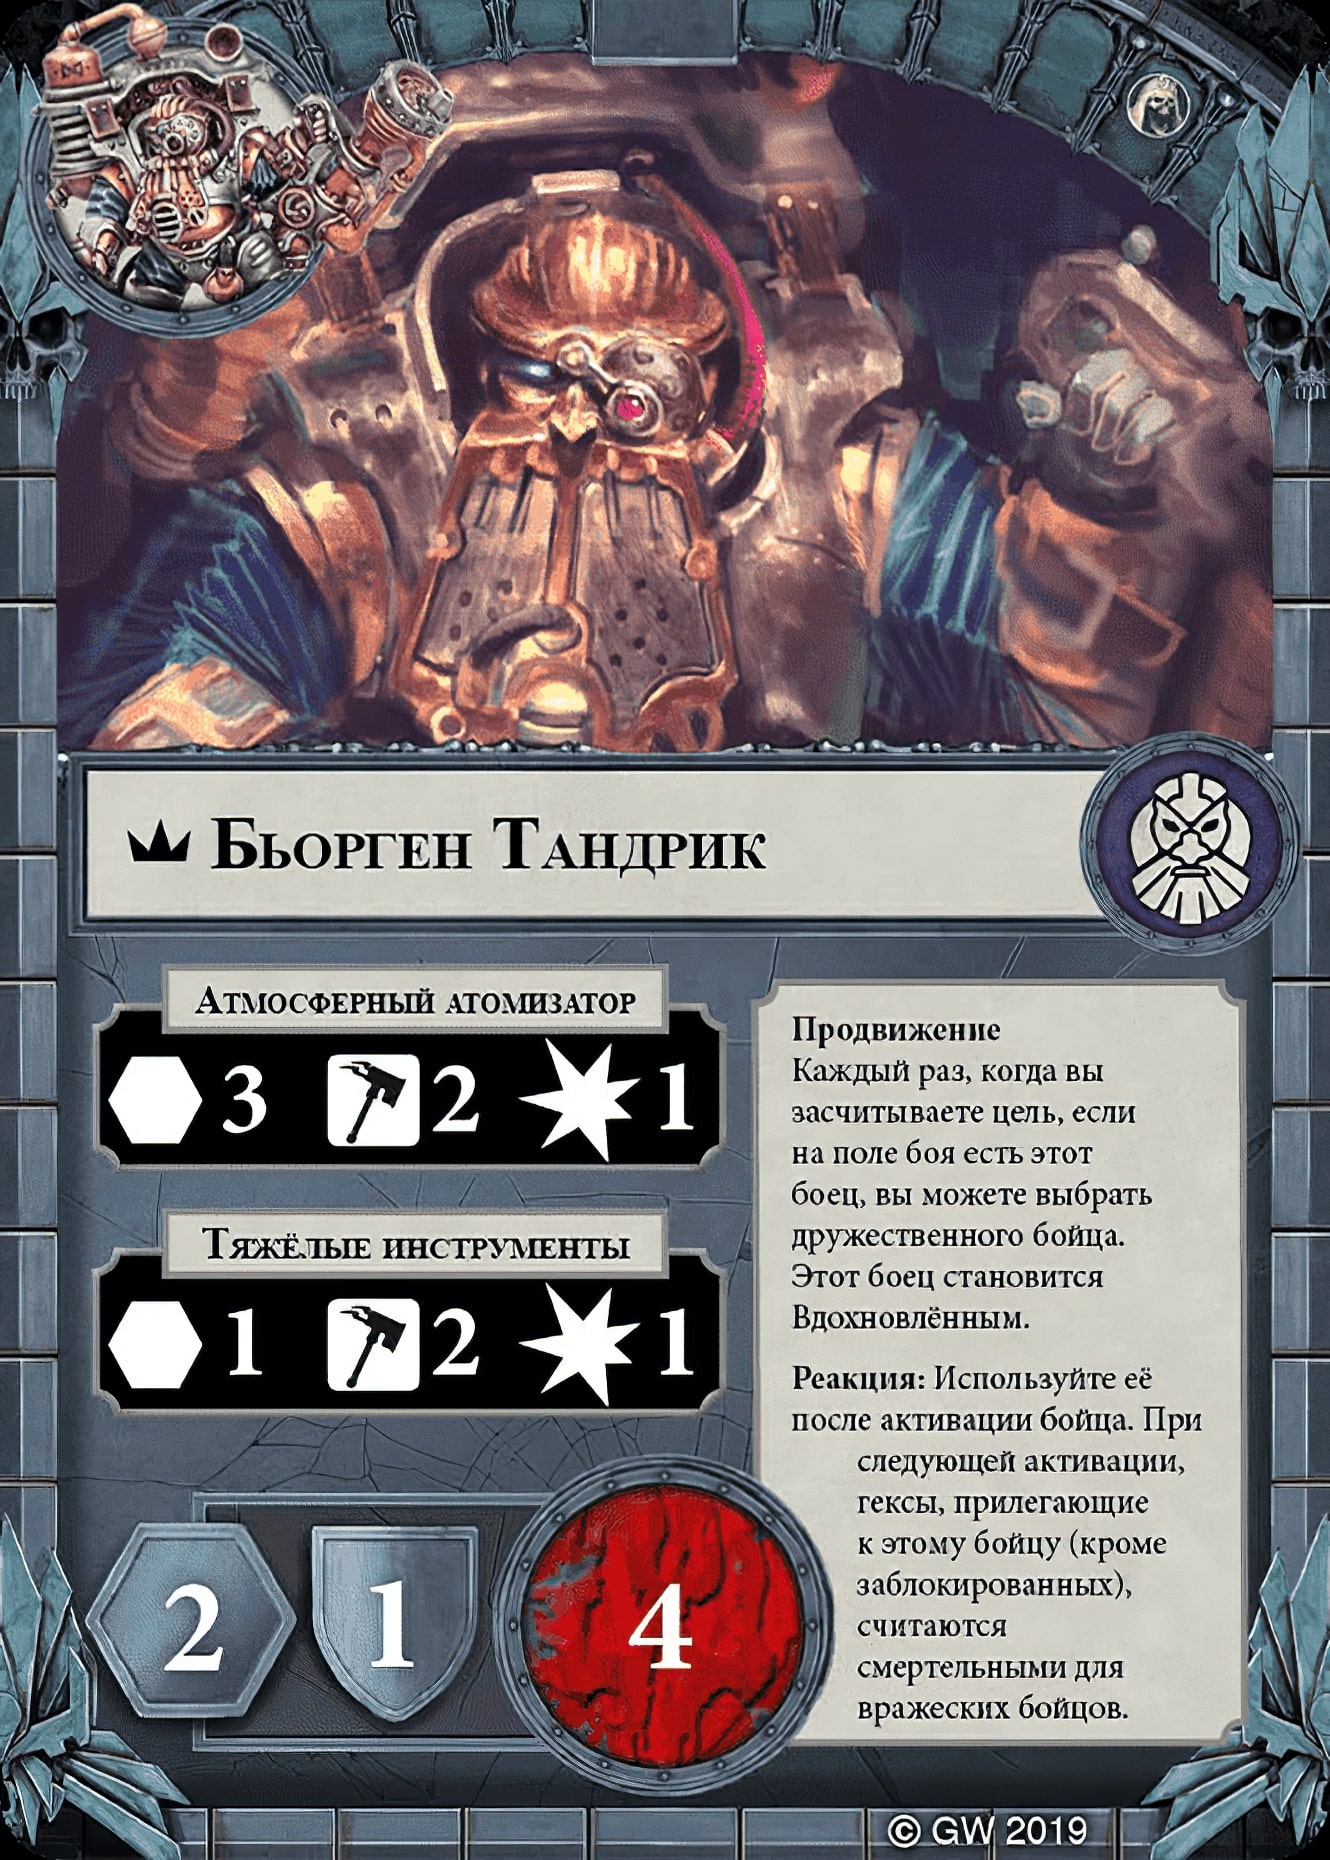 Бьорген Тандрик
Атмосферный атомизатор
3 2 1
Тяжёлые инструменты
1 2 1
2 1 4
Продвижение
Каждый раз, когда вы
засчитываете цель, если
на поле боя есть этот
боец, вы можете выбрать
дружественного бойца.
Этот боец становится
Вдохновлённым.
Реакция: Используйте её
после активации бойца. При
следующей активации,
гексы, прилегающие
к этому бойцу (кроме
заблокированных),
считаются
смертельными для
вражеских бойцов.
© GW 2019